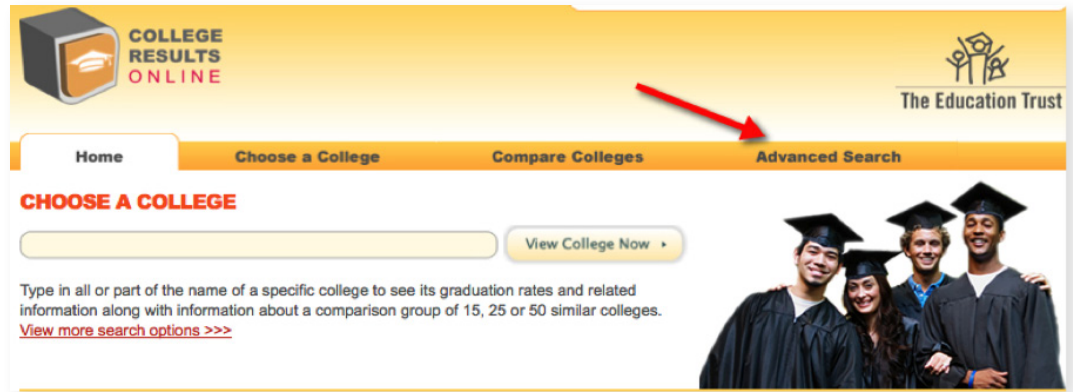 COLLEGE
RESULTS
ONLINE
The Education Trust
Home Choose a College Compare Colleges Advanced Search
CHOOSE A COLLEGE
View College Now
Type in all or part of the name of a specific college to see its graduation rates and related
information along with information about a comparison group of 15, 25 or 50 similar colleges.
View more search options >>>